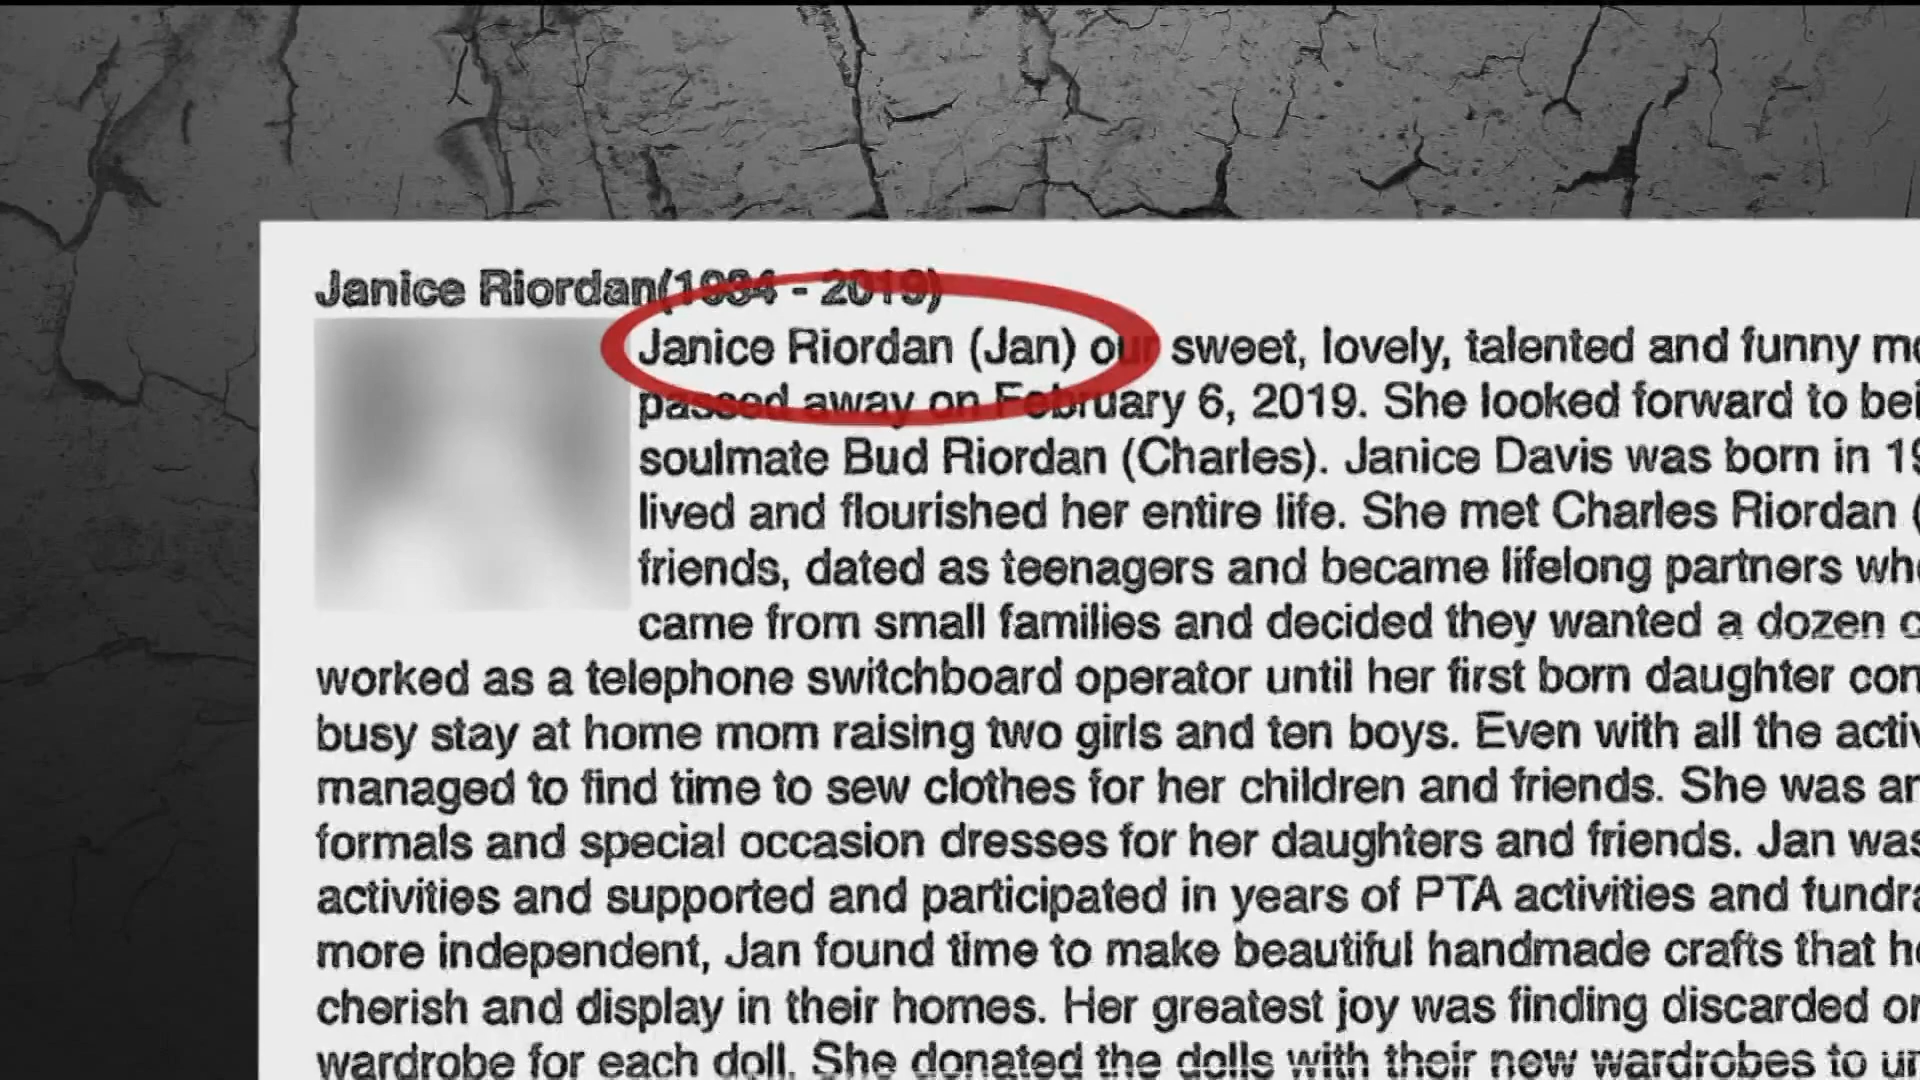 Janice Riordan(1934 - 2019)
Janice Riordan (Jan) our sweet, lovely, talented and funny
passed away on February 6, 2019. She looked forward to
soulmate Bud Riordan (Charles). Janice Davis was born in
lived and flourished her entire life. She met Charles Riordan (
friends, dated as teenagers and became lifelong partners
came from small families and decided they wanted a dozen
worked as a telephone switchboard operator until her first born daughter
busy stay at home mom raising two girls and ten boys. Even with all the
managed to find time to sew clothes for her children and friends. She was
formals and special occasion dresses for her daughters and friends. Jan was
activities and supported and participated in years of PTA activities and
more independent, Jan found time to make beautiful handmade crafts that
cherish and display in their homes. Her greatest joy was finding discarded
wardrobe for each doll. She donated the dolls with their new wardrobes to